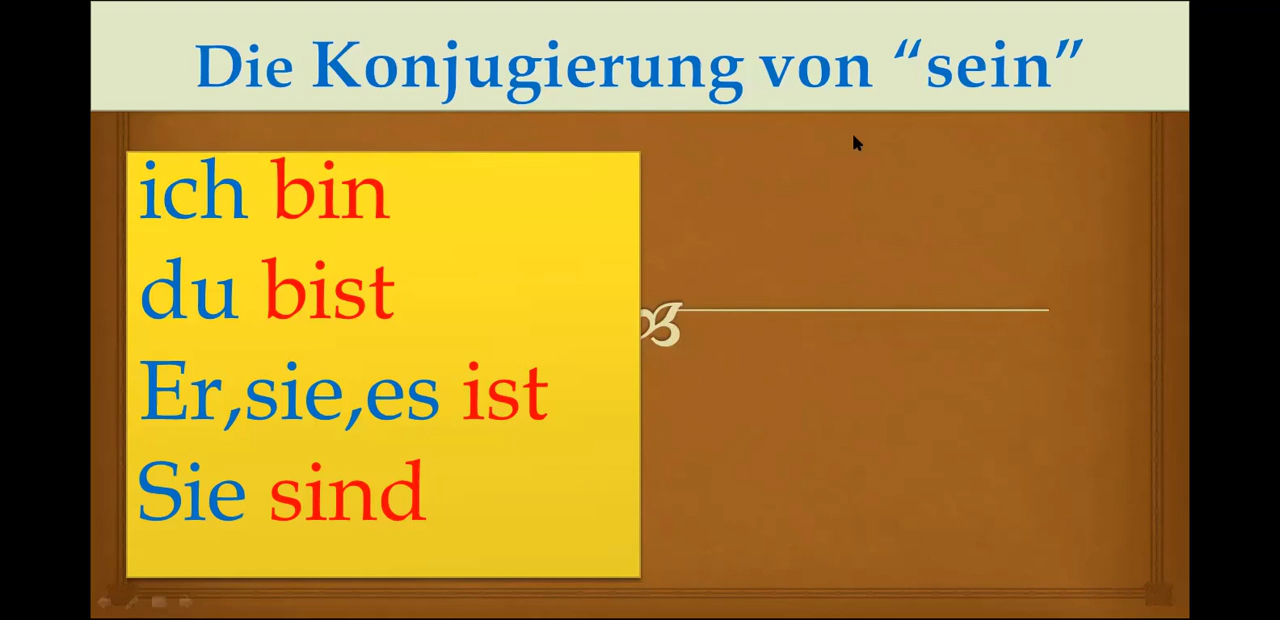 Die Konjugierung von “sein”
ich bin
du bist
Er,sie,es ist
Sie sind